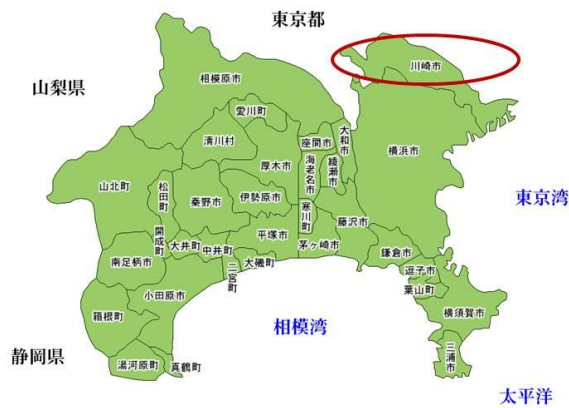 東京都
川崎市
山梨県
相模原市
愛川町
清川村
座間市
大和市
横浜市
厚木市
海老名市
綾瀬市
山北町
松田町
秦野市
伊勢原市
寒川町
東京湾
藤沢市
開成町
大井町
中井町
平塚市
茅ヶ崎市
鎌倉市
南足柄市
二宮町
大磯町
逗子市
葉山町
小田原市
箱根町
相模湾
横須賀市
静岡県
湯河原町
真鶴町
三浦市
太平洋